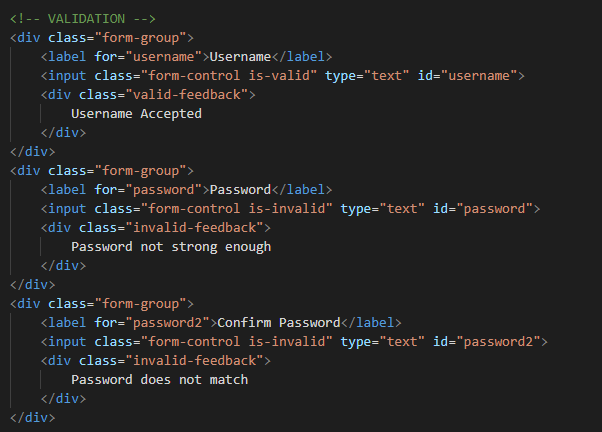 <!-- VALIDATION -->
<div class="form-group">
    <label for="username">Username</label>
    <input class="form-control is-valid" type="text" id="username">
    <div class="valid-feedback">
        Username Accepted
    </div>
</div>
<div class="form-group">
    <label for="password">Password</label>
    <input class="form-control is-invalid" type="text" id="password">
    <div class="invalid-feedback">
        Password not strong enough
    </div>
</div>
<div class="form-group">
    <label for="password2">Confirm Password</label>
    <input class="form-control is-invalid" type="text" id="password2">
    <div class="invalid-feedback">
        Password does not match
    </div>
</div>